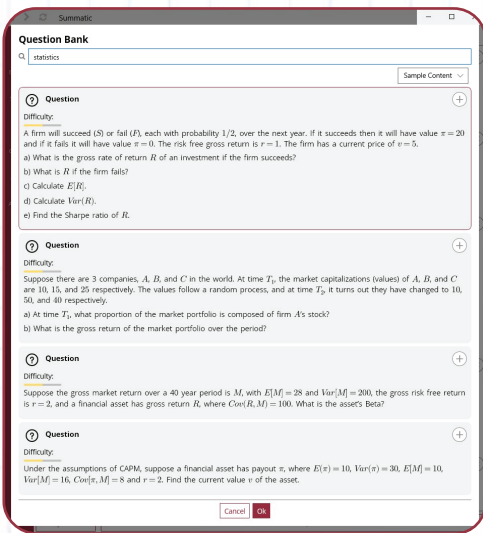 Summatic
Question Bank
statistics
Sample Content
Question
Difficulty:
A firm will succeed (S) or fail (F), each with probability 1/2, over the next year. If it succeeds then it will have value π = 20
and if it fails it will have value π = 0. The risk free gross return is r = 1. The firm has a current price of v = 5.
a) What is the gross rate of return R of an investment if the firm succeeds?
b) What is R if the firm fails?
c) Calculate E[R].
d) Calculate Var(R).
e) Find the Sharpe ratio of R.
Question
Difficulty:
Suppose there are 3 companies, A, B, and C in the world. At time T₁, the market capitalizations (values) of A, B, and C
are 10, 15, and 25 respectively. The values follow a random process, and at time T₂, it turns out they have changed to 10,
50, and 40 respectively.
a) At time T₁, what proportion of the market portfolio is composed of firm A's stock?
b) What is the gross return of the market portfolio over the period?
Question
Difficulty:
Suppose the gross market return over a 40 year period is M, with E[M] = 28 and Var[M] = 200, the gross risk free return
is r = 2, and a financial asset has gross return R, where Cov(R, M) = 100. What is the asset's Beta?
Question
Difficulty:
Under the assumptions of CAPM, suppose a financial asset has payout π, where E(π) = 10, Var(π) = 30, E[M] = 10,
Var[M] = 16, Cov[π, M] = 8 and r = 2. Find the current value v of the asset.
Cancel Ok